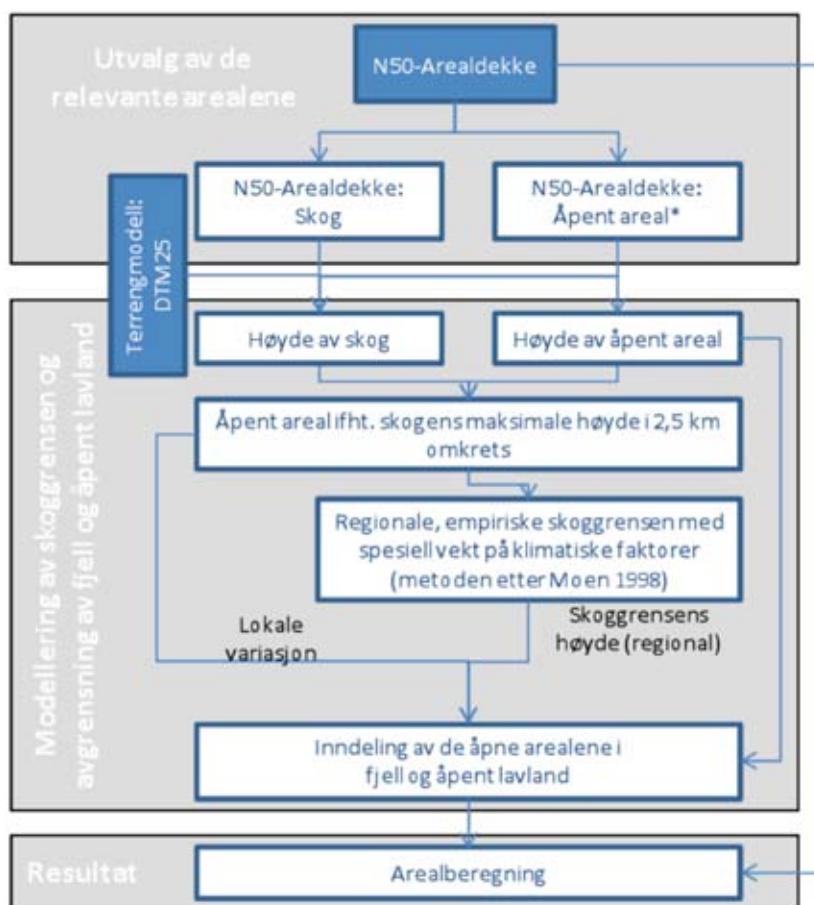 Utvalg av de
relevante arealene
N50-Arealdekke
N50-Arealdekke:
Skog
N50-Arealdekke:
Åpent areal*
Terrengmodell:
DTM25
Modellering av skoggrensen og
avgrensning av fjell og åpent lavland
Høyde av skog
Høyde av åpent areal
Åpent areal ifht. skogens maksimale høyde i 2,5 km
omkrets
Regionale, empiriske skoggrensen med
spesiell vekt på klimatiske faktorer
(metoden etter Moen 1998)
Lokale
variasjon
Skoggrensens
høyde (regional)
Inndeling av de åpne arealene i
fjell og åpent lavland
Resultat
Arealberegning